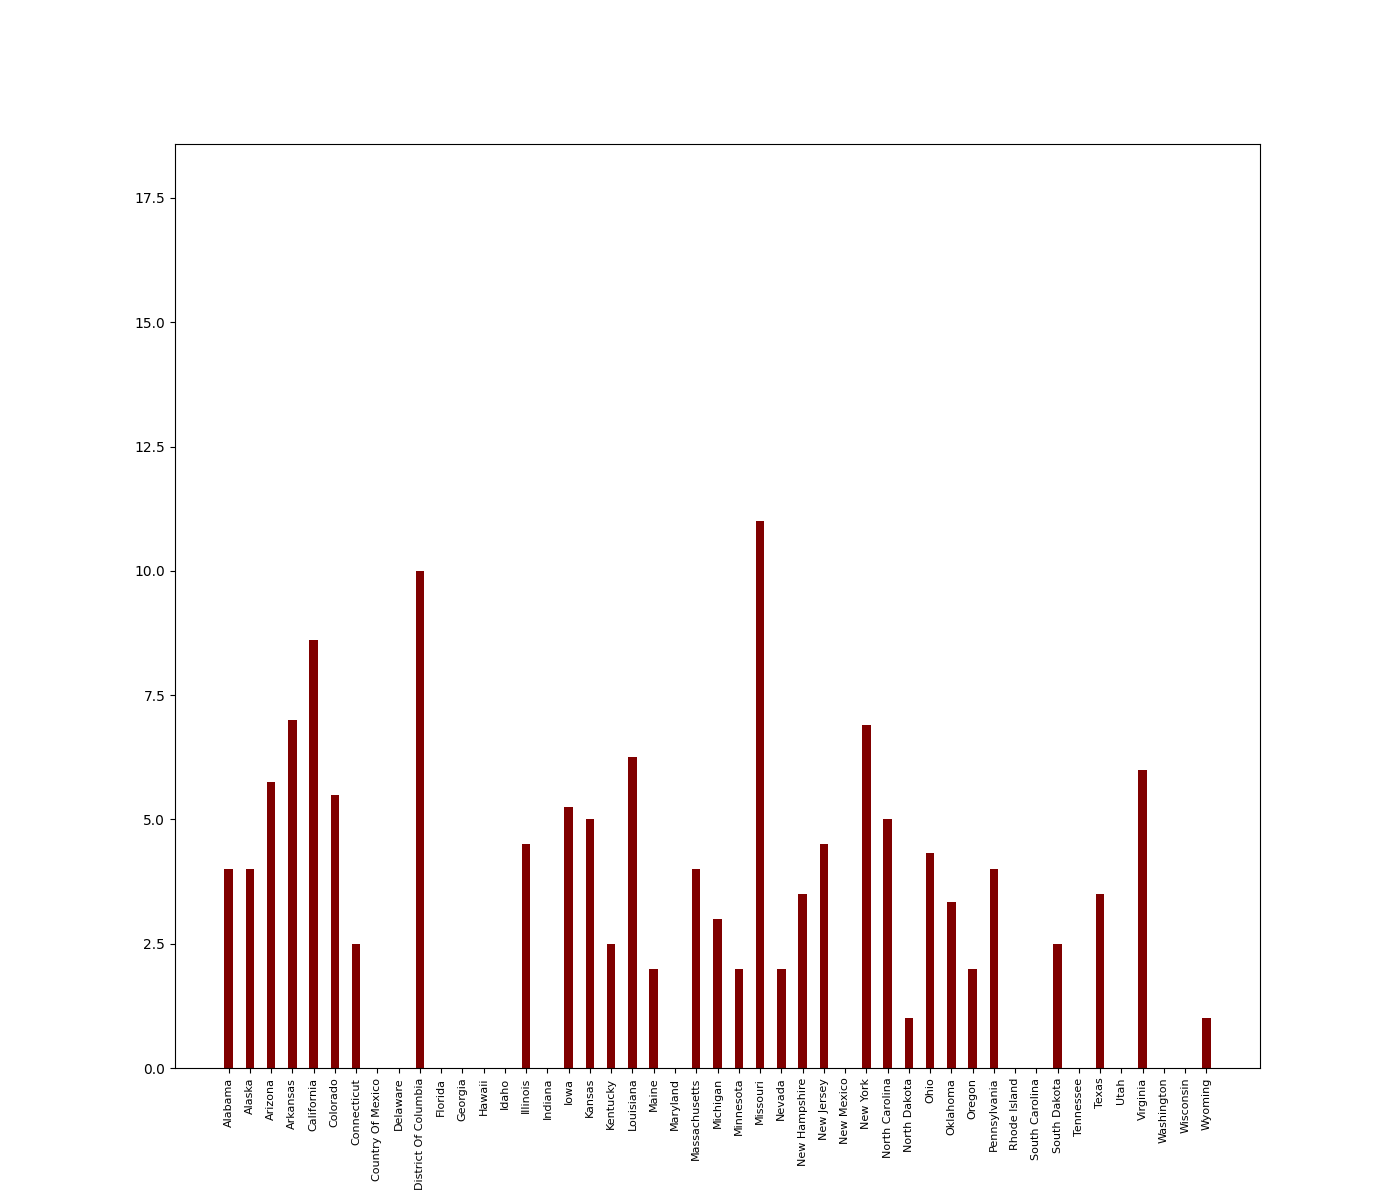 17.5
15.0
12.5
10.0
7.5
5.0
2.5
0.0
Alabama
Alaska
Arizona
Arkansas
California
Colorado
Connecticut
Country Of Mexico
Delaware
District Of Columbia
Florida
Georgia
Hawaii
Idaho
Illinois
Indiana
Iowa
Kansas
Kentucky
Louisiana
Maine
Maryland
Massachusetts
Michigan
Minnesota
Missouri
Nevada
New Hampshire
New Jersey
New Mexico
New York
North Carolina
North Dakota
Ohio
Oklahoma
Oregon
Pennsylvania
Rhode Island
South Carolina
South Dakota
Tennessee
Texas
Utah
Virginia
Washington
Wisconsin
Wyoming